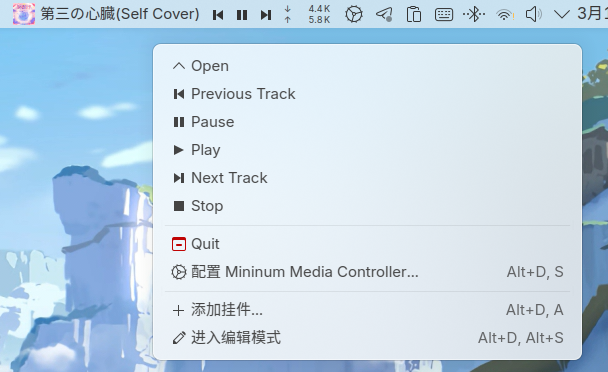 第三の心臓(Self Cover) 4.4 K 3月1
5.8 K
Open
Previous Track
Pause
Play
Next Track
Stop
Quit
配置 Mininum Media Controller... Alt+D, S
添加挂件... Alt+D, A
进入编辑模式 Alt+D, Alt+S